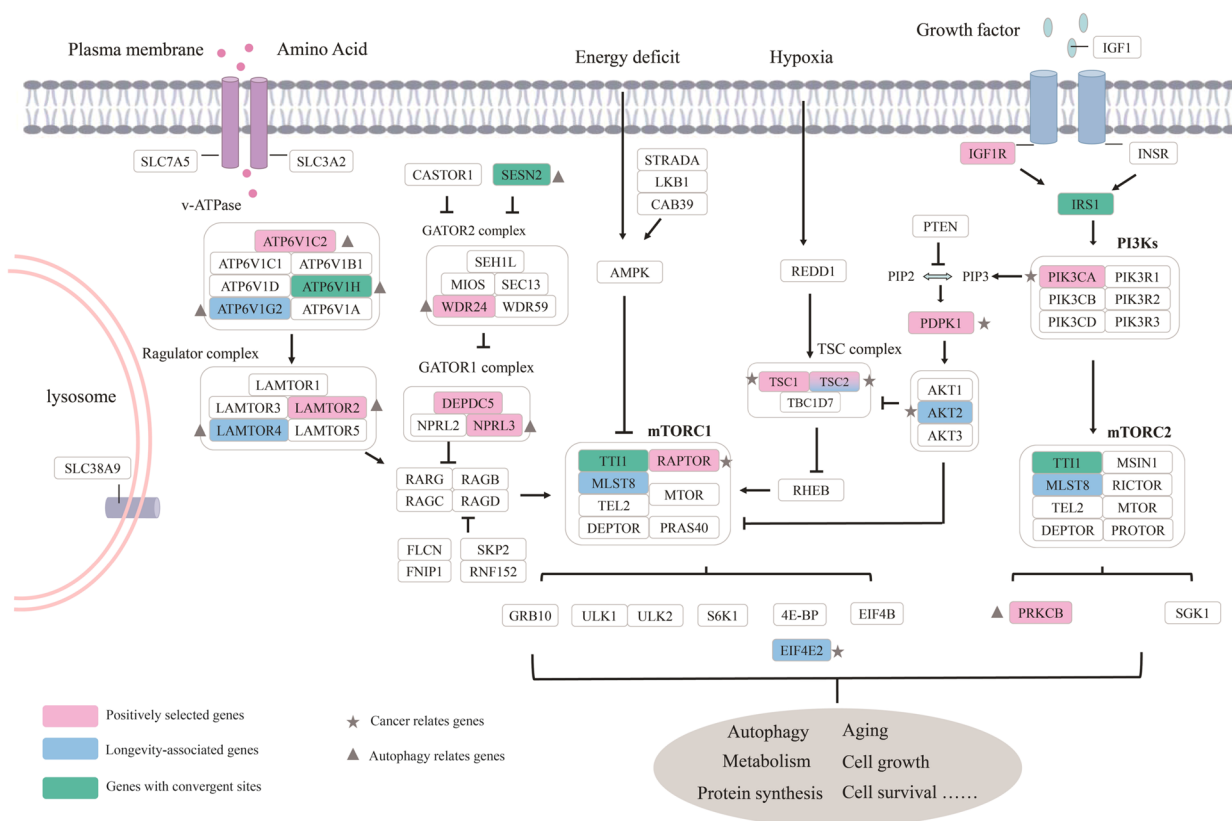 Plasma membrane
Amino Acid
Energy deficit
Hypoxia
Growth factor
IGF1
SLC7A5
SLC3A2
v-ATPase
ATP6V1C2
ATP6V1C1
ATP6V1B1
ATP6V1D
ATP6V1H
ATP6V1G2
ATP6V1A
Ragulator complex
LAMTOR1
LAMTOR3
LAMTOR2
LAMTOR4
LAMTOR5
lysosome
SLC38A9
CASTOR1
SESN2
GATOR2 complex
SEH1L
MIOS
SEC13
WDR24
WDR59
GATOR1 complex
DEPDC5
NPRL2
NPRL3
RARG
RAGB
RAGC
RAGD
FLCN
SKP2
FNIP1
RNF152
STRADA
LKB1
CAB39
AMPK
REDD1
TSC complex
TSC1
TSC2
TBC1D7
RHEB
mTORC1
TTI1
RAPTOR
MLST8
MTOR
TEL2
DEPTOR
PRAS40
IGF1R
INSR
IRS1
PI3Ks
PTEN
PIP2
PIP3
PIK3CA
PIK3R1
PIK3CB
PIK3R2
PIK3CD
PIK3R3
PDPK1
AKT1
AKT2
AKT3
mTORC2
TTI1
MSIN1
MLST8
RICTOR
TEL2
MTOR
DEPTOR
PROTOR
GRB10
ULK1
ULK2
S6K1
4E-BP
EIF4B
EIF4E2
PRKCB
SGK1
Autophagy
Aging
Metabolism
Cell growth
Protein synthesis
Cell survival ……
Positively selected genes
Longevity-associated genes
Genes with convergent sites
Cancer relates genes
Autophagy relates genes